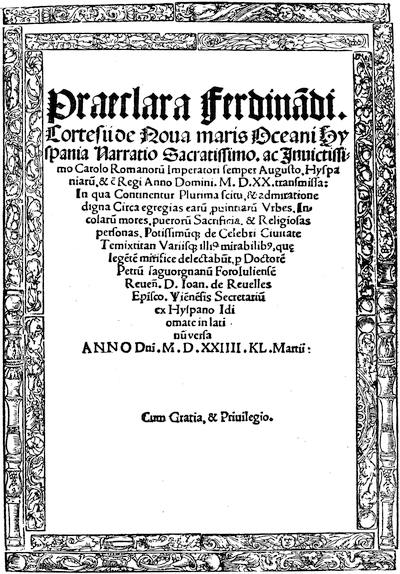 Praeclara Ferdinādi.
Cortesii de Noua maris Oceani Hy
spania Narratio Sacratissimo. ac Inuictissi
mo Carolo Romanorū Imperatori semper Augusto, Hyspa
niarū, &c̄ Regi Anno Domini. M. D. XX. transmissa:
In qua Continentur Plurima scitu, & admiratione
digna Circa egregias earū puintiarū Vrbes, In-
colarū mores, puerorū Sacrificia, & Religiosas
personas, Potissimūq; de Celebri Ciuitate
Temixtitan Variisq; illi⁹ mirabilib⁹, quę
legētē mirifice delectabūt, p Doctorē
Petrū saguorgnanū Foroiuliensē
Reueñ. D. Ioan. de Reuelles
Episco. Viēnēsis Secretariū
ex Hyspano Idi
omate in lati
nū versa
ANNO Dnī. M. D. XXIIII. KL. Martii:
Cum Gratia, & Priuilegio.